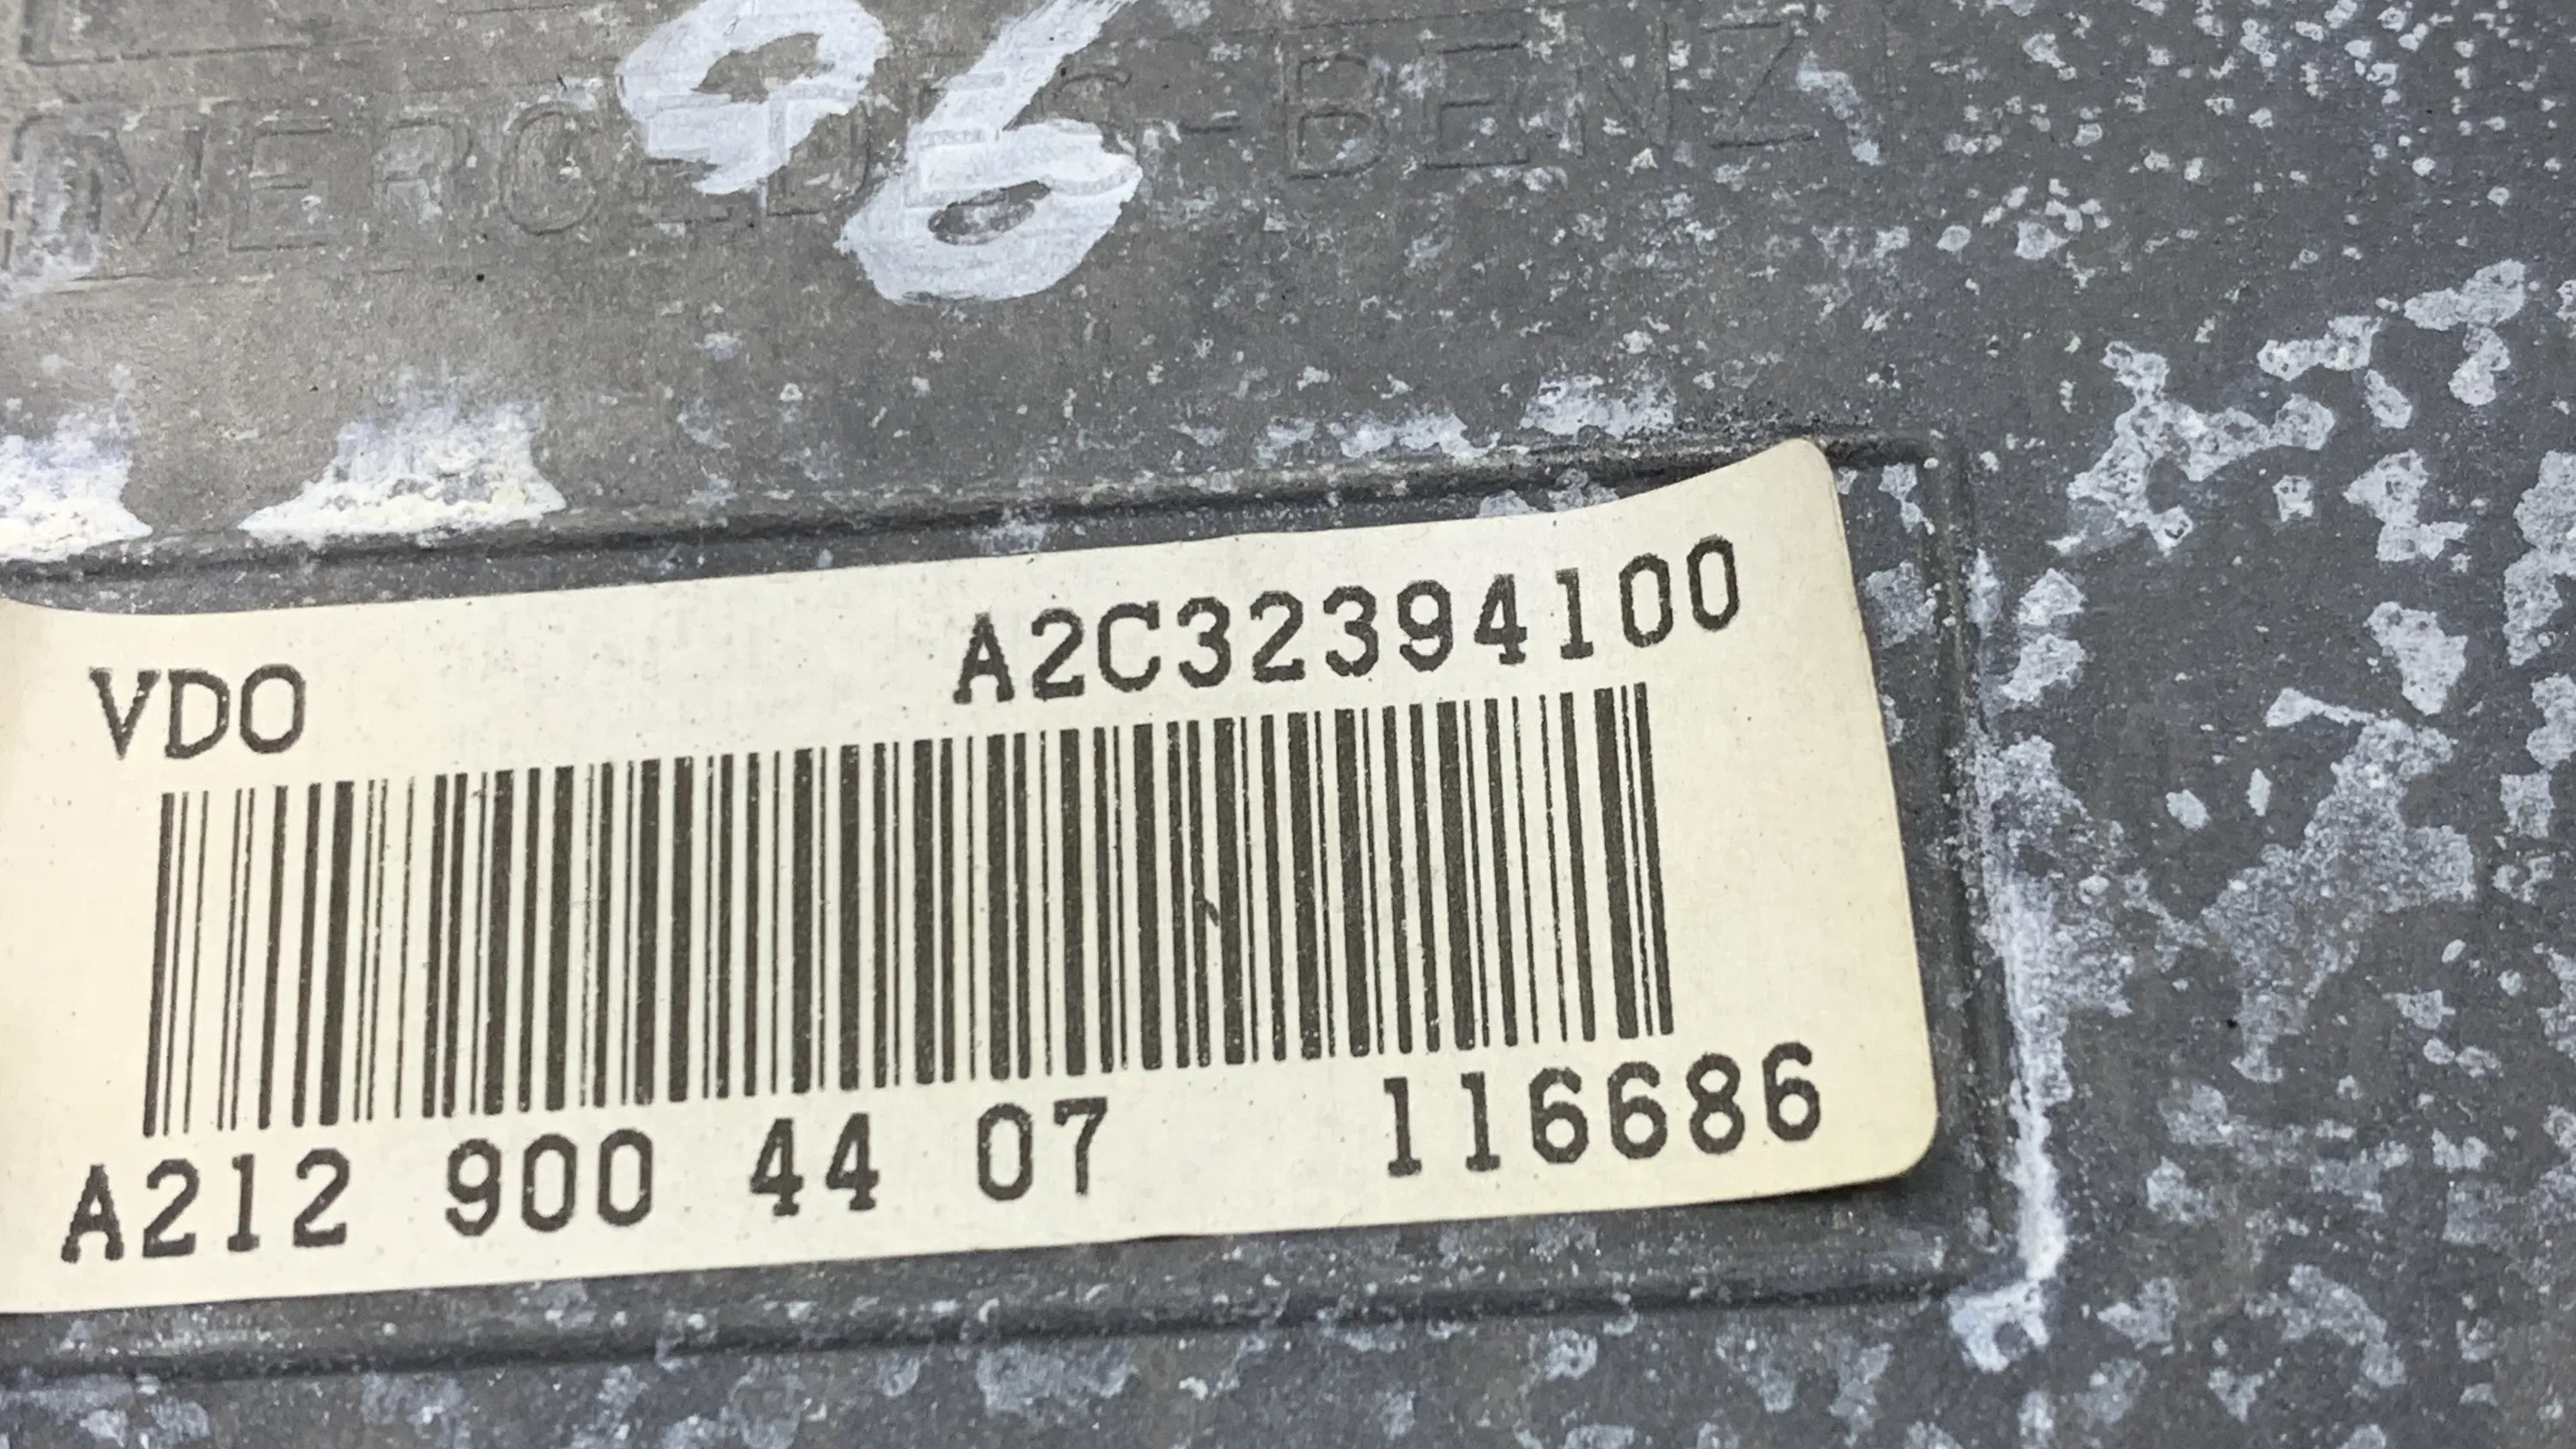 96
MERCEDES-BENZ
VDO A2C32394100
A212 900 44 07 116686